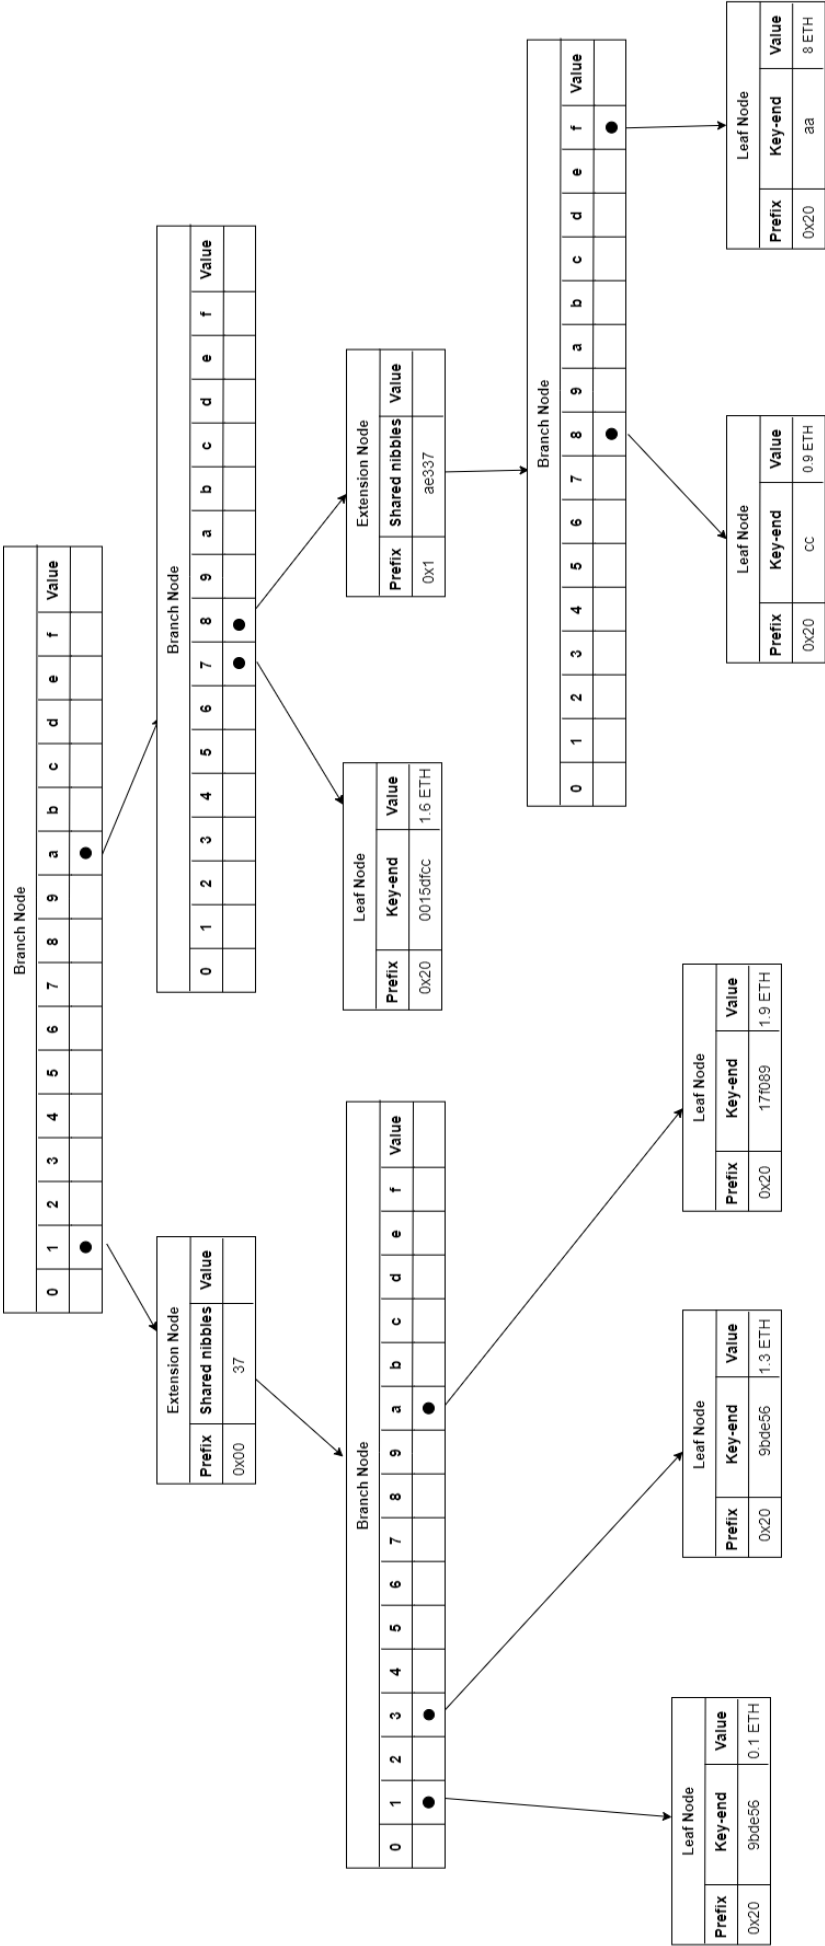 Branch Node
0 1 2 3 4 5 6 7 8 9 a b c d e f Value
Extension Node
Prefix Shared nibbles Value
0x00 37
Branch Node
0 1 2 3 4 5 6 7 8 9 a b c d e f Value
Branch Node
0 1 2 3 4 5 6 7 8 9 a b c d e f Value
Leaf Node
Prefix Key-end Value
0x20 0015dfcc 1.6 ETH
Extension Node
Prefix Shared nibbles Value
0x1 ae337
Branch Node
0 1 2 3 4 5 6 7 8 9 a b c d e f Value
Leaf Node
Prefix Key-end Value
0x20 9bde56 0.1 ETH
Leaf Node
Prefix Key-end Value
0x20 9bde56 1.3 ETH
Leaf Node
Prefix Key-end Value
0x20 17f089 1.9 ETH
Leaf Node
Prefix Key-end Value
0x20 cc 0.9 ETH
Leaf Node
Prefix Key-end Value
0x20 aa 8 ETH